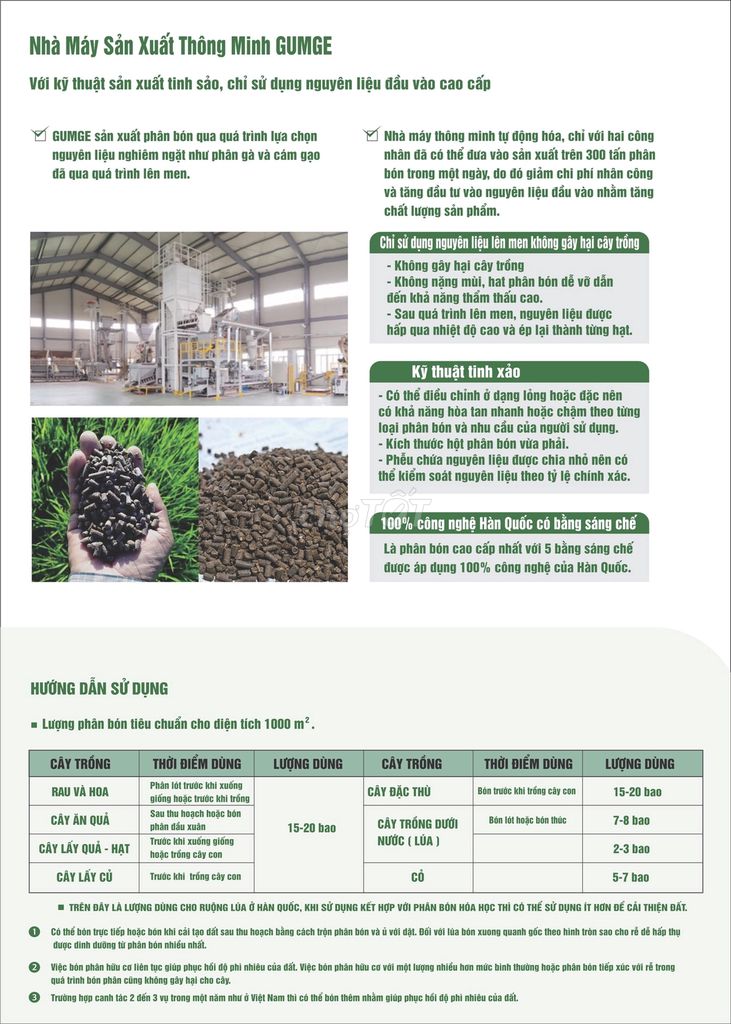 Nhà Máy Sản Xuất Thông Minh GUMGE
Với kỹ thuật sản xuất tinh sảo, chỉ sử dụng nguyên liệu đầu vào cao cấp
GUMGE sản xuất phân bón qua quá trình lựa chọn
nguyên liệu nghiêm ngặt như phân gà và cám gạo
đã qua quá trình lên men.
Nhà máy thông minh tự động hóa, chỉ với hai công
nhân đã có thể đưa vào sản xuất trên 300 tấn phân
bón trong một ngày, do đó giảm chi phí nhân công
và tăng đầu tư vào nguyên liệu đầu vào nhằm tăng
chất lượng sản phẩm.
Chỉ sử dụng nguyên liệu lên men không gây hại cây trồng
- Không gây hại cây trồng
- Không nặng mùi, hat phân bón dễ vỡ dẫn
đến khả năng thẩm thấu cao.
- Sau quá trình lên men, nguyên liệu được
hấp qua nhiệt độ cao và ép lại thành từng hạt.
Kỹ thuật tinh xảo
- Có thể điều chỉnh ở dạng lỏng hoặc đặc nên
có khả năng hòa tan nhanh hoặc chậm theo từng
loại phân bón và nhu cầu của người sử dụng.
- Kích thước hột phân bón vừa phải.
- Phễu chứa nguyên liệu được chia nhỏ nên có
thể kiểm soát nguyên liệu theo tỷ lệ chính xác.
100% công nghệ Hàn Quốc có bằng sáng chế
Là phân bón cao cấp nhất với 5 bằng sáng chế
được áp dụng 100% công nghệ của Hàn Quốc.
HƯỚNG DẪN SỬ DỤNG
■ Lượng phân bón tiêu chuẩn cho diện tích 1000 m².
CÂY TRỒNG THỜI ĐIỂM DÙNG LƯỢNG DÙNG CÂY TRỒNG THỜI ĐIỂM DÙNG LƯỢNG DÙNG
RAU VÀ HOA Phân lót trước khi xuống
giống hoặc trước khi trồng
CÂY ĐẶC THÙ Bón trước khi trồng cây con 15-20 bao
CÂY ĂN QUẢ Sau thu hoạch hoặc bón
phân đầu xuân
15-20 bao
CÂY TRỒNG DƯỚI
NƯỚC ( LÚA )
Bón lót hoặc bón thúc 7-8 bao
CÂY LẤY QUẢ - HẠT Trước khi xuống giống
hoặc trồng cây con
2-3 bao
CÂY LẤY CỦ Trước khi trồng cây con CỎ 5-7 bao
■ TRÊN ĐÂY LÀ LƯỢNG DÙNG CHO RUỘNG LÚA Ở HÀN QUỐC, KHI SỬ DỤNG KẾT HỢP VỚI PHÂN BÓN HÓA HỌC THÌ CÓ THỂ SỬ DỤNG ÍT HƠN ĐỂ CẢI THIỆN ĐẤT.
1 Có thể bón trực tiếp hoặc bón khi cải tạo đất sau thu hoạch bằng cách trộn phân bón và ủ với đặt. Đối với lúa bón xuong quanh gốc theo hình tròn sao cho rễ dễ hấp thụ
được dinh dưỡng từ phân bón nhiều nhất.
2 Việc bón phân hữu cơ liên tục giúp phục hồi độ phì nhiêu của đất. Việc bón phân hữu cơ với một lượng nhiều hơn mức bình thường hoặc phân bón tiếp xúc với rễ trong
quá trình bón phân cũng không gây hại cho cây.
3 Trường hợp canh tác 2 đến 3 vụ trong một năm như ở Việt Nam thì có thể bón thêm nhằm giúp phục hồi độ phì nhiêu của đất.